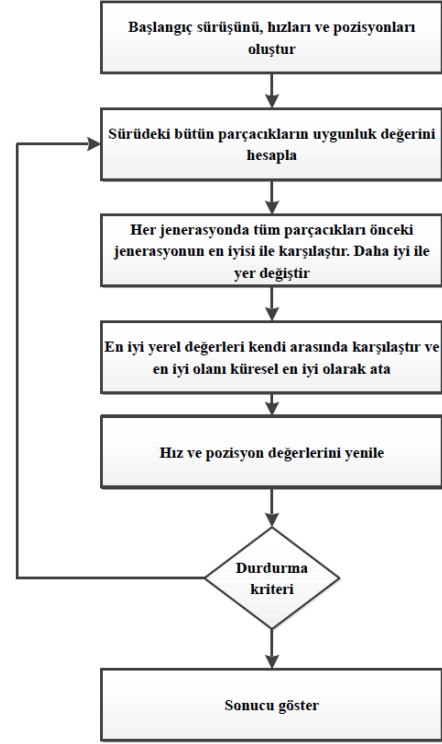 Başlangıç sürüşünü, hızları ve pozisyonları
oluştur
Sürüdeki bütün parçacıkların uygunluk değerini
hesapla
Her jenerasyonda tüm parçacıkları önceki
jenerasyonun en iyisi ile karşılaştır. Daha iyi ile
yer değiştir
En iyi yerel değerleri kendi arasında karşılaştır ve
en iyi olanı küresel en iyi olarak ata
Hız ve pozisyon değerlerini yenile
Durdurma
kriteri
Sonucu göster